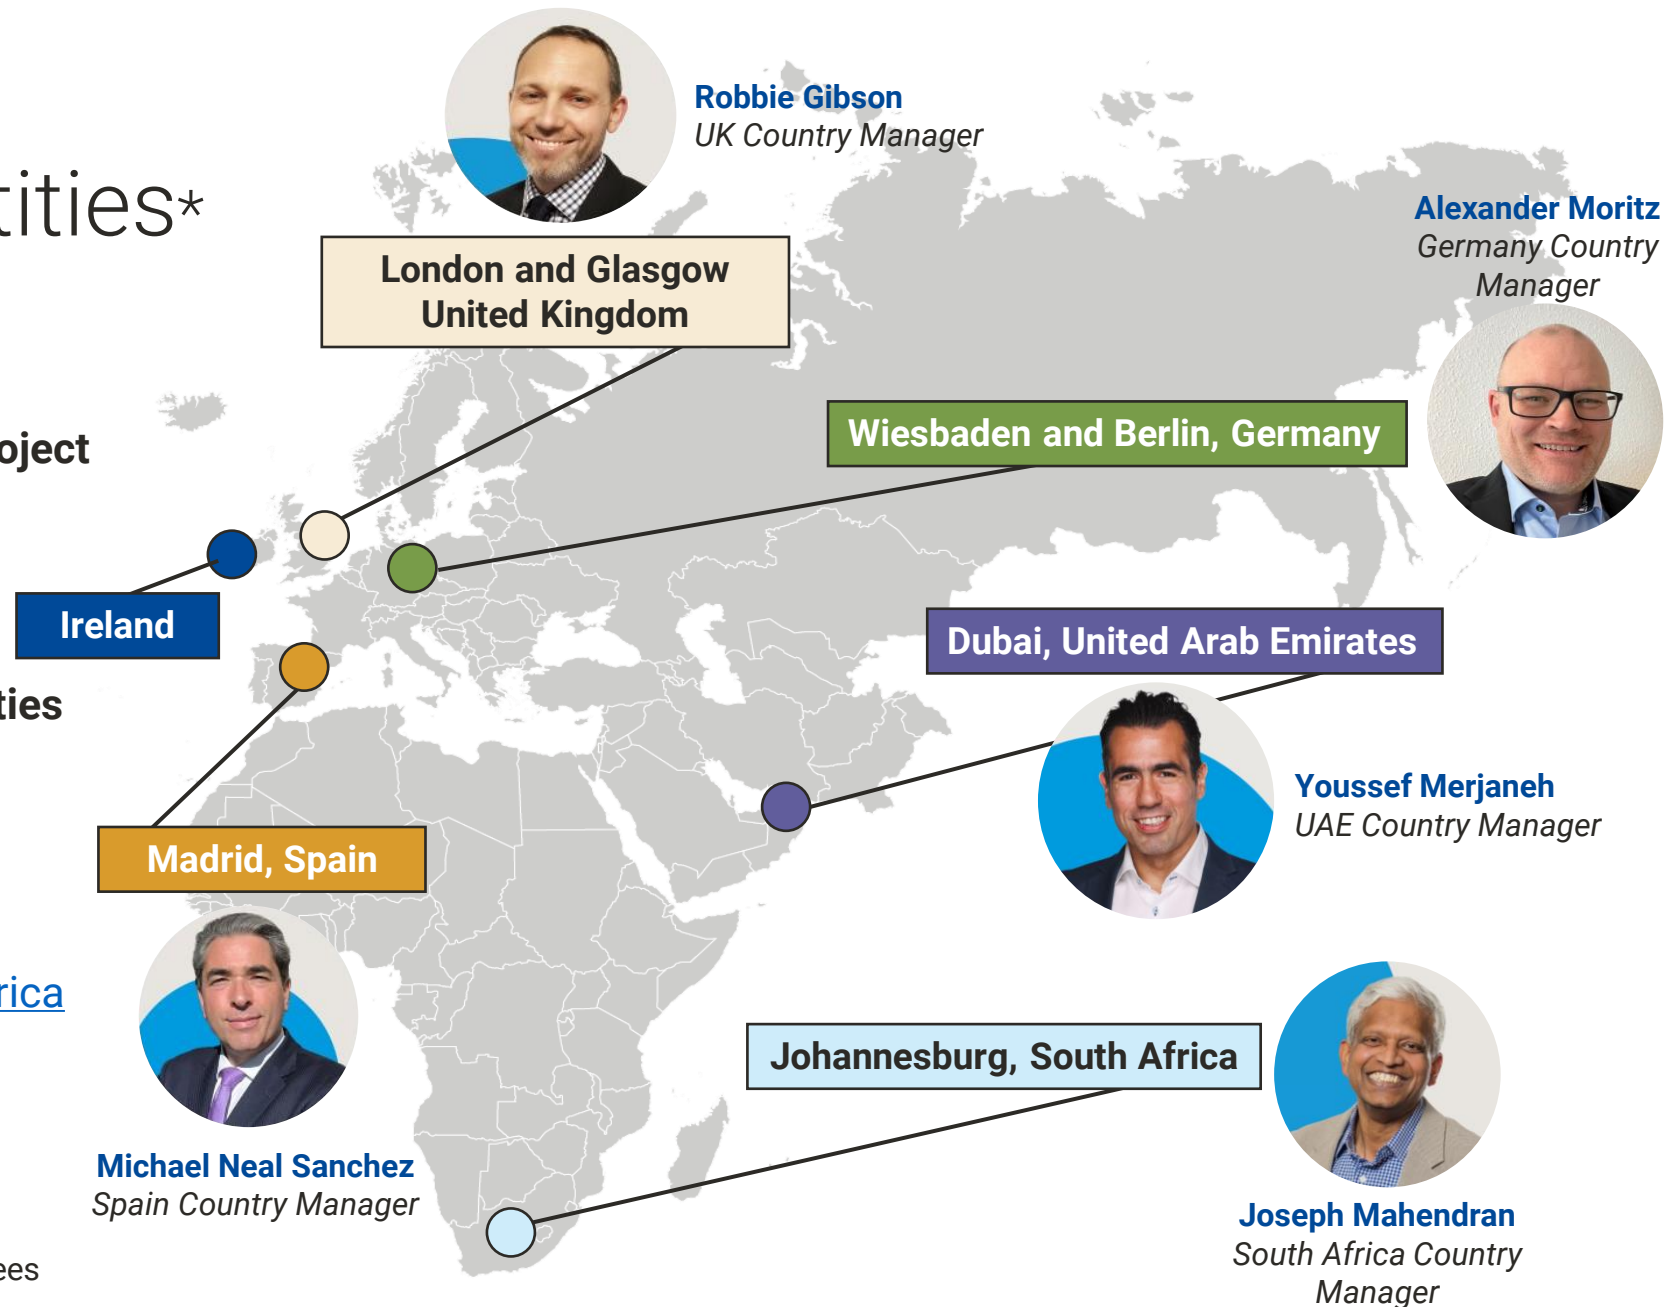 Robbie Gibson
UK Country Manager
tities*
Alexander Moritz
Germany Country
Manager
London and Glasgow
United Kingdom
oject
Wiesbaden and Berlin, Germany
Ireland
Dubai, United Arab Emirates
ties
Youssef Merjaneh
UAE Country Manager
Madrid, Spain
rica
Johannesburg, South Africa
Michael Neal Sanchez
Spain Country Manager
Joseph Mahendran
South Africa Country
Manager
ees